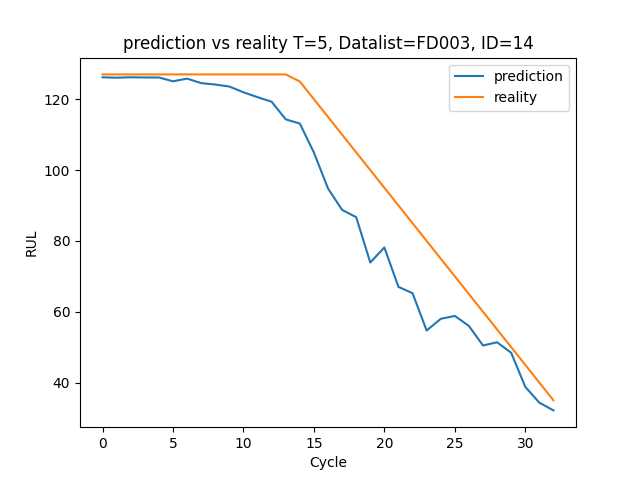 prediction vs reality T=5, Datalist=FD003, ID=14
prediction
reality
120
100
80
60
40
RUL
0 5 10 15 20 25 30
Cycle